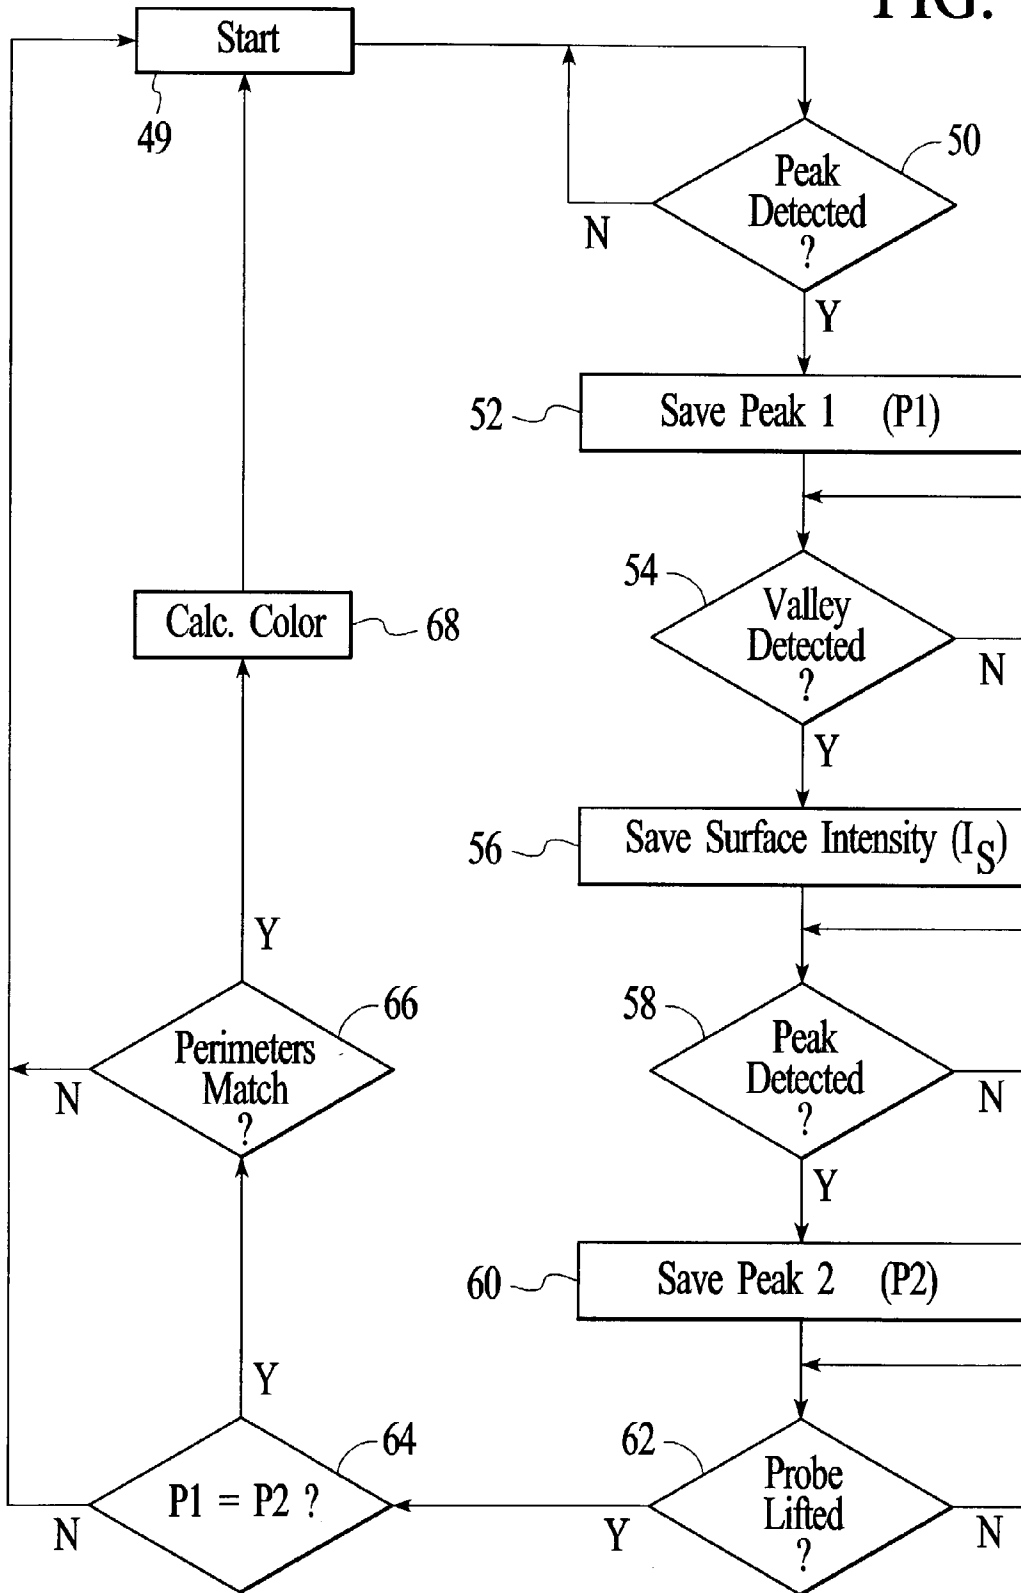 FIG.
Start
49
50
Peak
Detected
?
N
Y
52
Save Peak 1 (P1)
54
Valley
Detected
?
N
Y
56
Save Surface Intensity (IS)
58
Peak
Detected
?
N
Y
60
Save Peak 2 (P2)
62
Probe
Lifted
?
N
Y
64
P1 = P2 ?
N
Y
66
Perimeters
Match
?
N
Y
Calc. Color
68